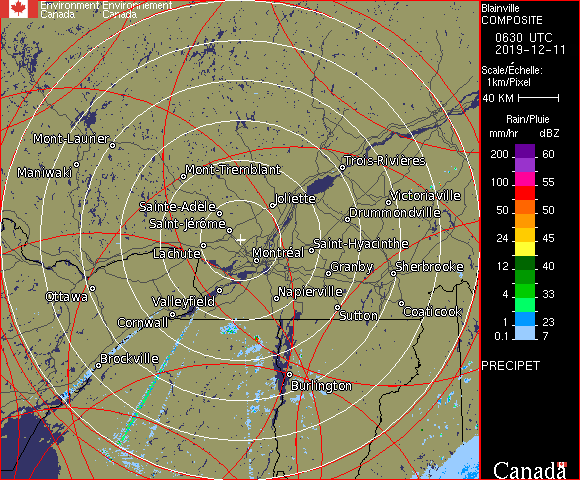 Environment Environnement
Canada Canada
Blainville
COMPOSITE
0630 UTC
2019-12-11
Scale/Échelle:
1km/Pixel
40 KM
Rain/Pluie
mm/hr dBZ
200 60
150 57
100 55
50 50
24 45
12 40
4 33
1 23
0.1 7
PRECIPET
Canada
Mont-Laurier
Maniwaki
Mont-Tremblant
Trois-Rivières
Joliette
Victoriaville
Sainte-Adèle
Drummondville
Saint-Jérôme
Saint-Hyacinthe
Lachute
Montréal
Granby
Sherbrooke
Ottawa
Valleyfield
Napierville
Coaticook
Cornwall
Sutton
Brockville
Burlington